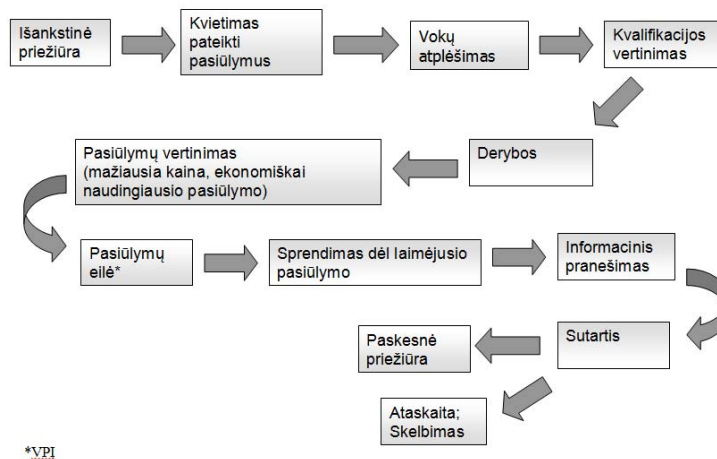 Išankstinė
priežiūra
Kvietimas
pateikti
pasiūlymus
Vokų
atplėšimas
Kvalifikacijos
vertinimas
Derybos
Pasiūlymų vertinimas
(mažiausia kaina, ekonomiškai
naudingiausio pasiūlymo)
Pasiūlymų
eilė*
Sprendimas dėl laimėjusio
pasiūlymo
Informacinis
pranešimas
Sutartis
Paskesnė
priežiūra
Ataskaita;
Skelbimas
*VPI